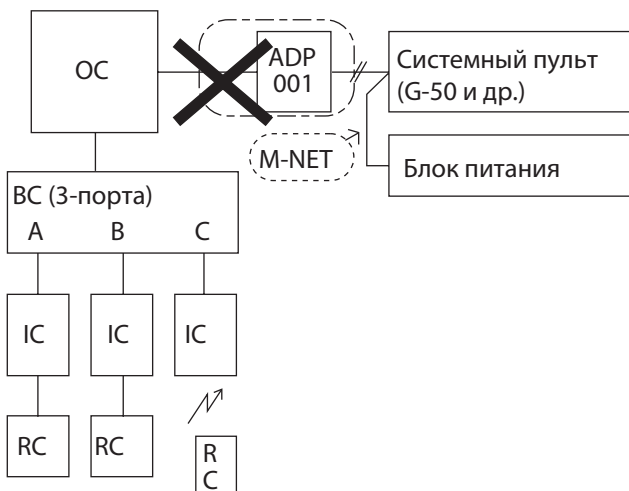 OC
ADP
001
Системный пульт
(G-50 и др.)
M-NET
Блок питания
BC (3-порта)
A B C
IC IC IC
RC RC
R
C